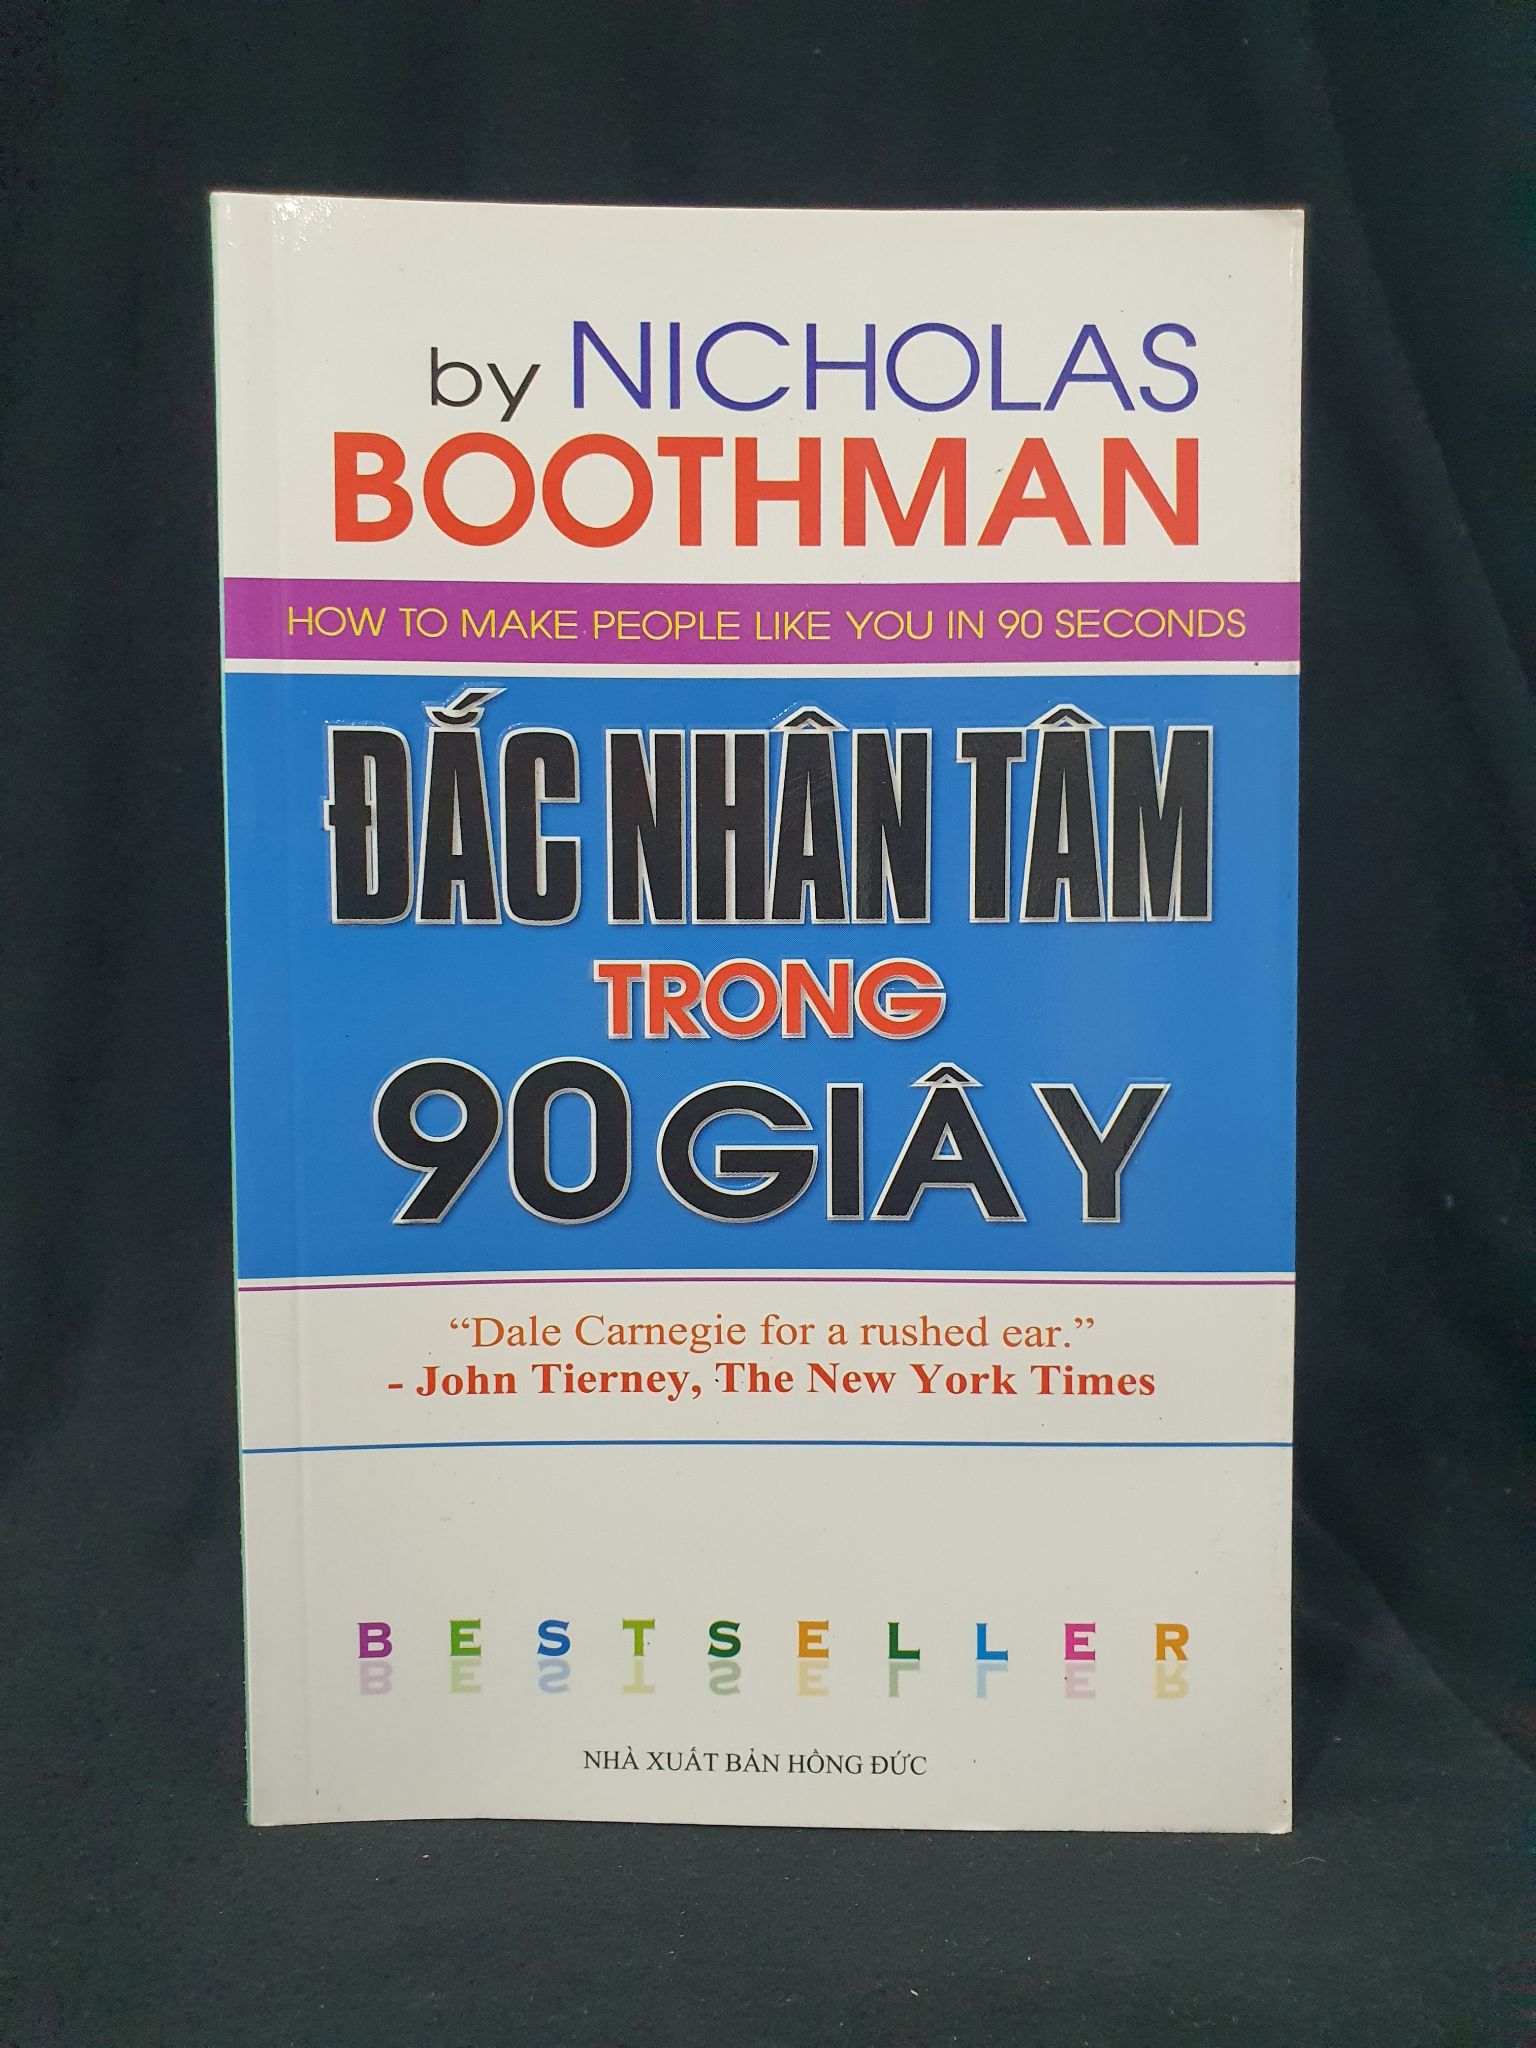 by NICHOLAS
BOOTHMAN
HOW TO MAKE PEOPLE LIKE YOU IN 90 SECONDS
ĐẮC NHÂN TÂM
TRONG
90 GIÂY
“Dale Carnegie for a rushed ear.”
- John Tierney, The New York Times
BESTSELLER
NHÀ XUẤT BẢN HỒNG ĐỨC